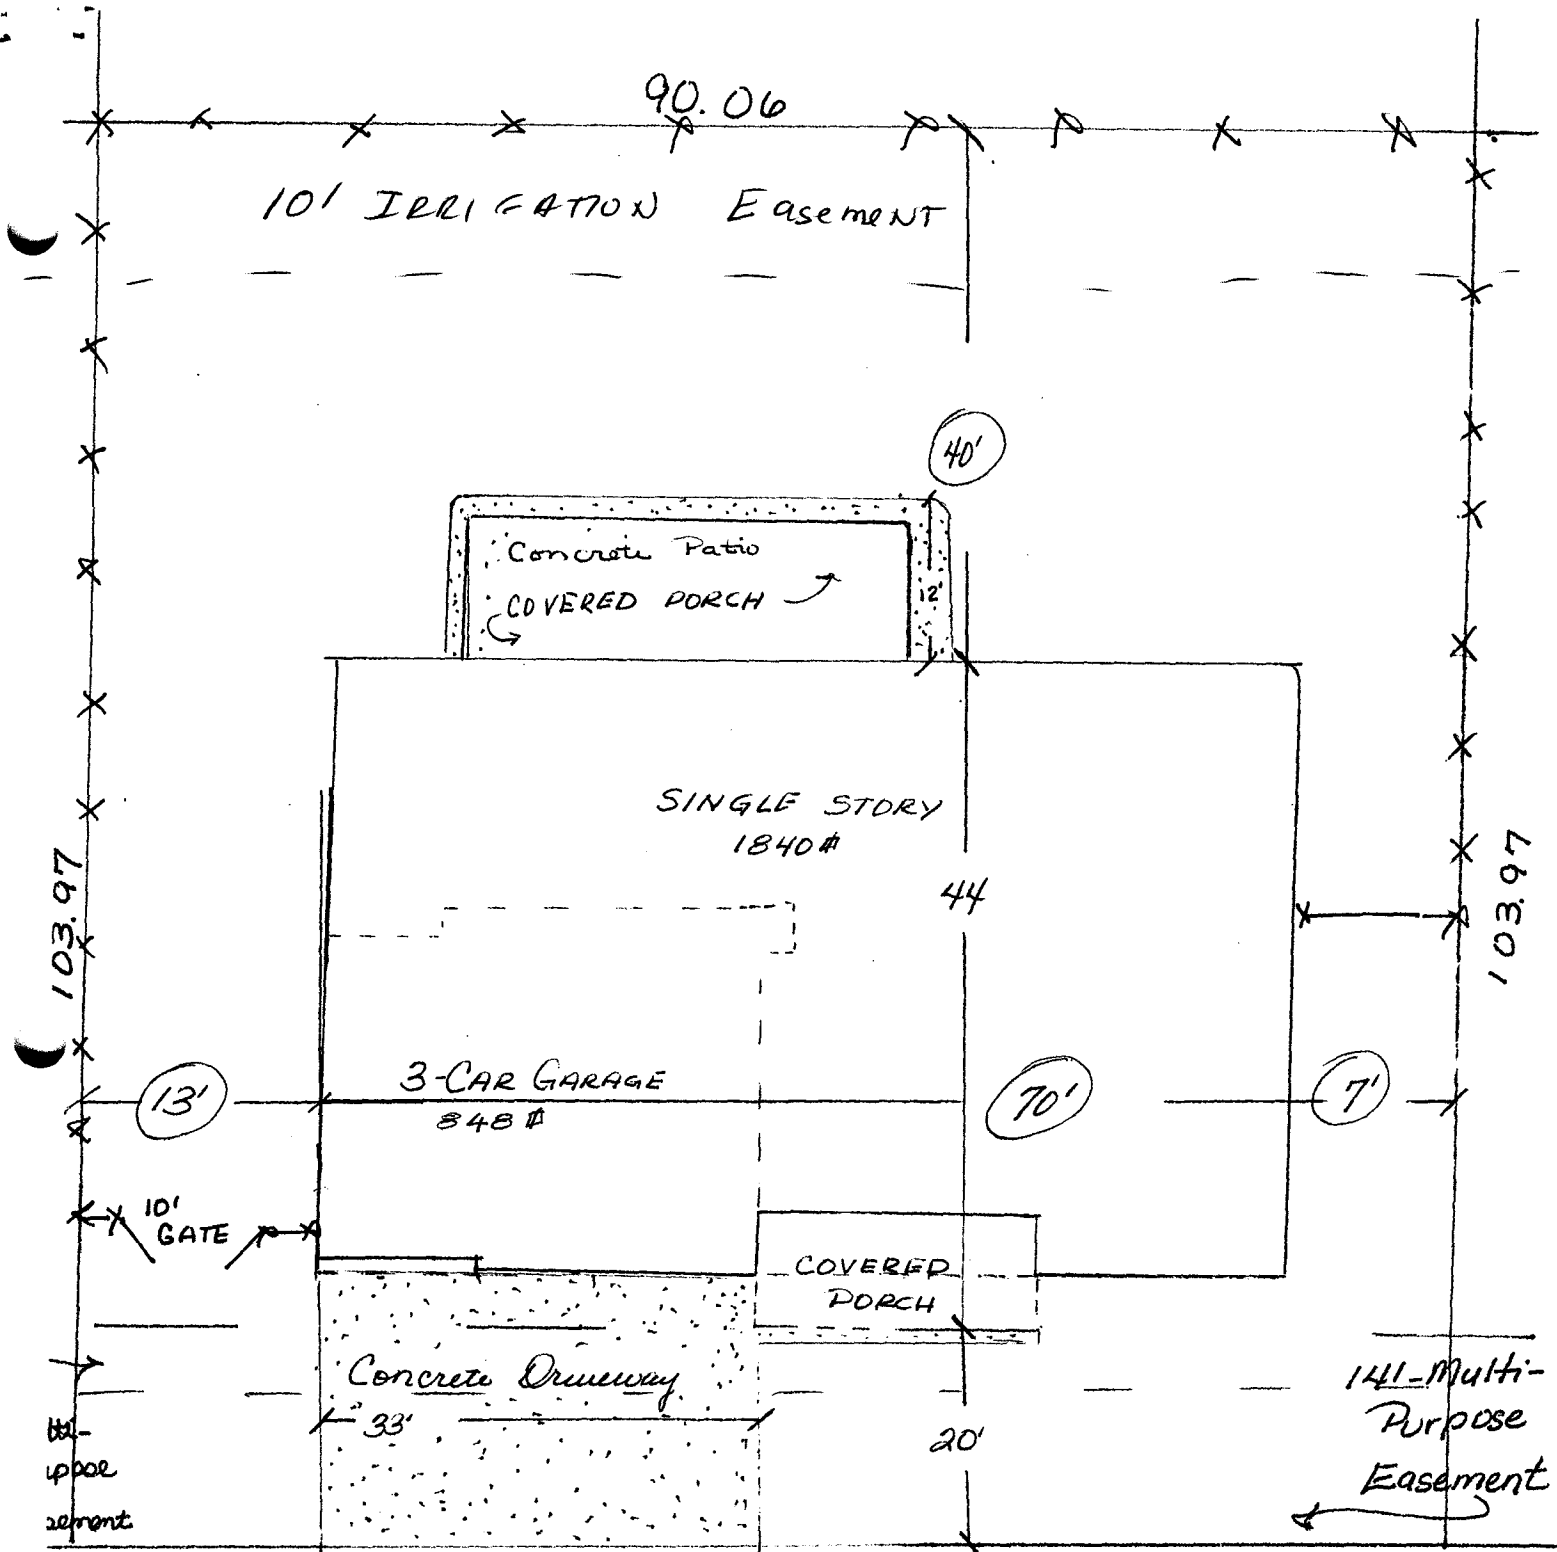 90.06
10' IRRIGATION Easement
40'
Concrete Patio
COVERED PORCH
12'
SINGLE STORY
1840#
44
103.97
103.97
3-CAR GARAGE
848#
13'
70'
7'
10'
GATE
COVERED
PORCH
Concrete Driveway
33'
20'
141-Multi-
Purpose
Easement